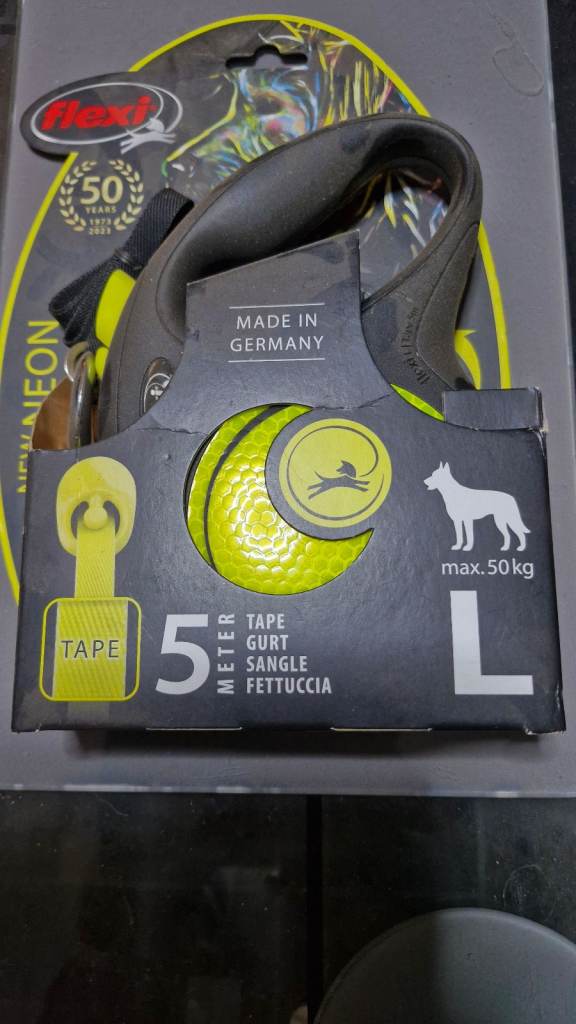 flexi
50
YEARS
1973
2023
NEW NEON
MADE IN
GERMANY
flexi
TAPE
5
METER
TAPE
GURT
SANGLE
FETTUCCIA
max. 50 kg
L